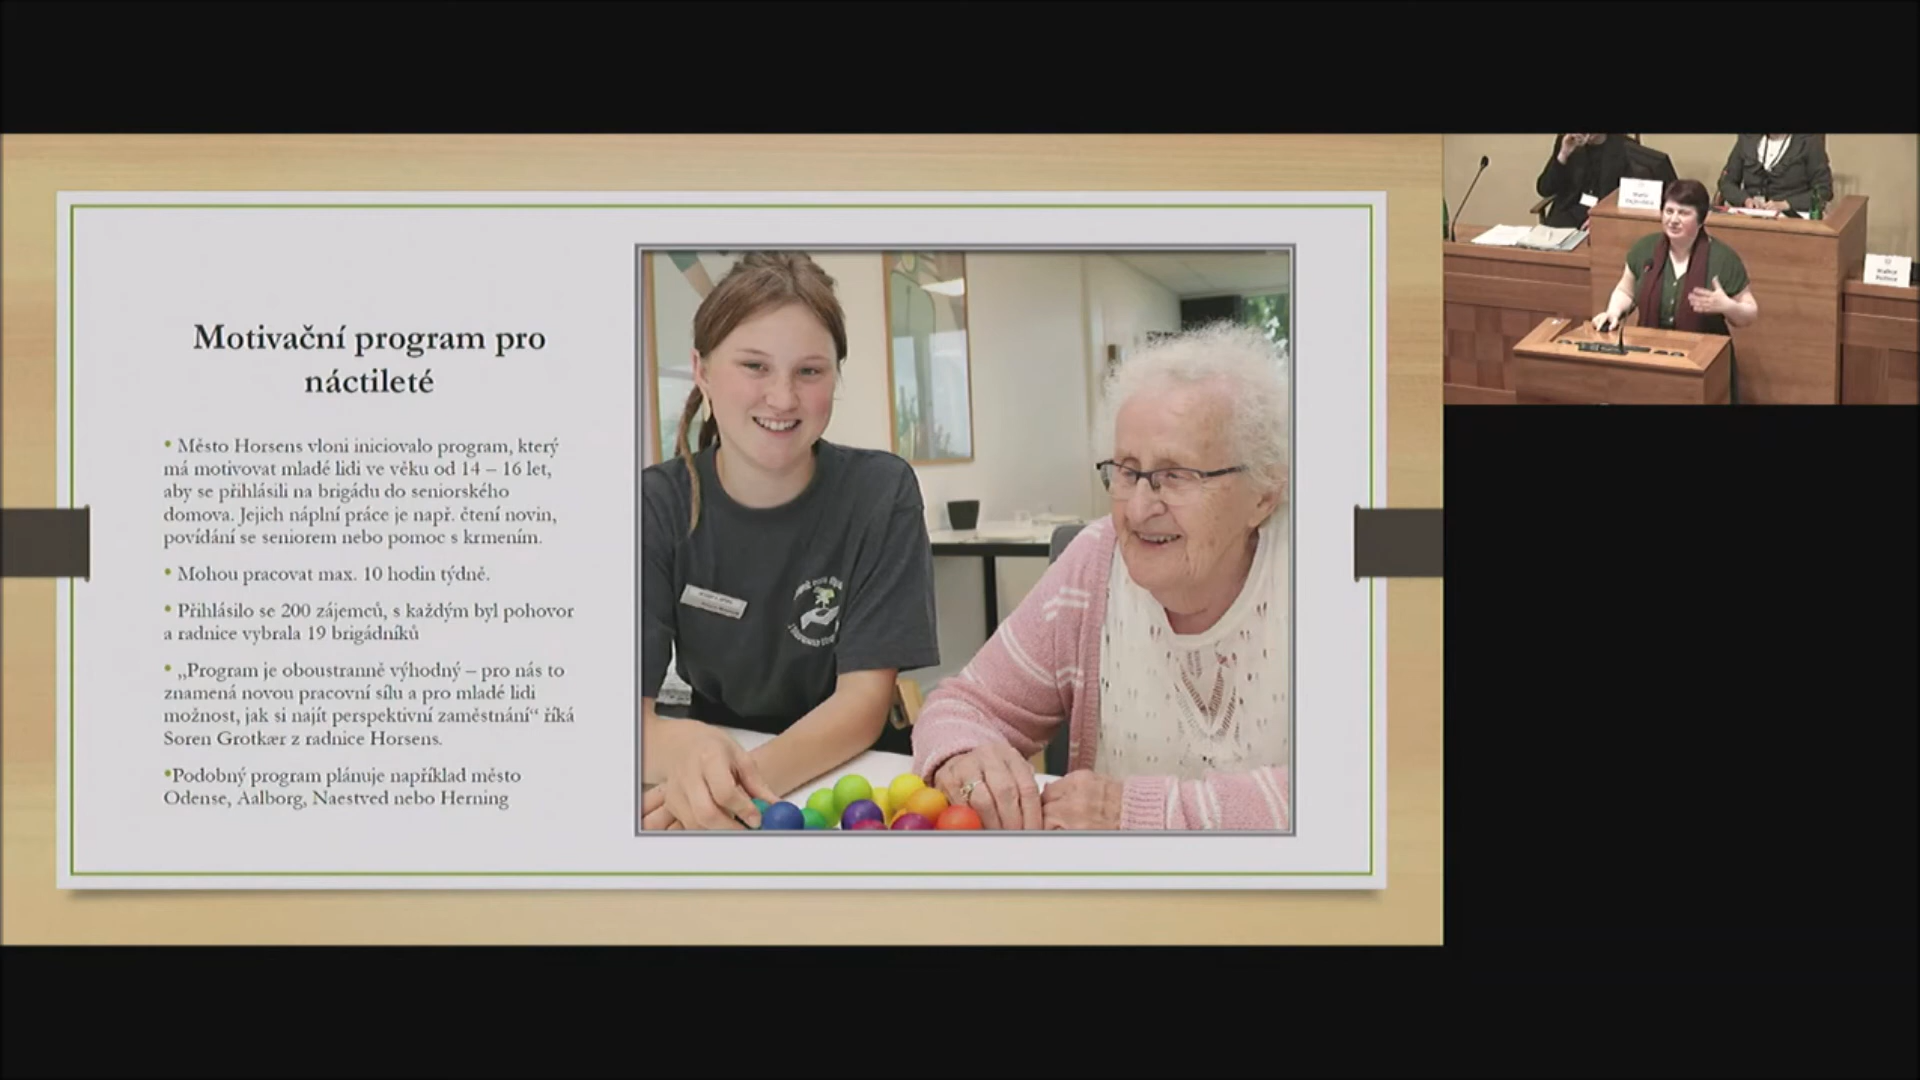 Motivační program pro
náctileté
• Město Horsens vloni iniciovalo program, který
má motivovat mladé lidi ve věku od 14 – 16 let,
aby se přihlásili na brigádu do seniorského
domova. Jejich náplní práce je např. čtení novin,
povídání se seniorem nebo pomoc s krmením.
• Mohou pracovat max. 10 hodin týdně.
• Přihlásilo se 200 zájemců, s každým byl pohovor
a radnice vybrala 19 brigádníků
• „Program je oboustranně výhodný – pro nás to
znamená novou pracovní sílu a pro mladé lidi
možnost, jak si najít perspektivní zaměstnání“ říká
Soren Grotkær z radnice Horsens.
•Podobný program plánuje například město
Odense, Aalborg, Naestved nebo Herning